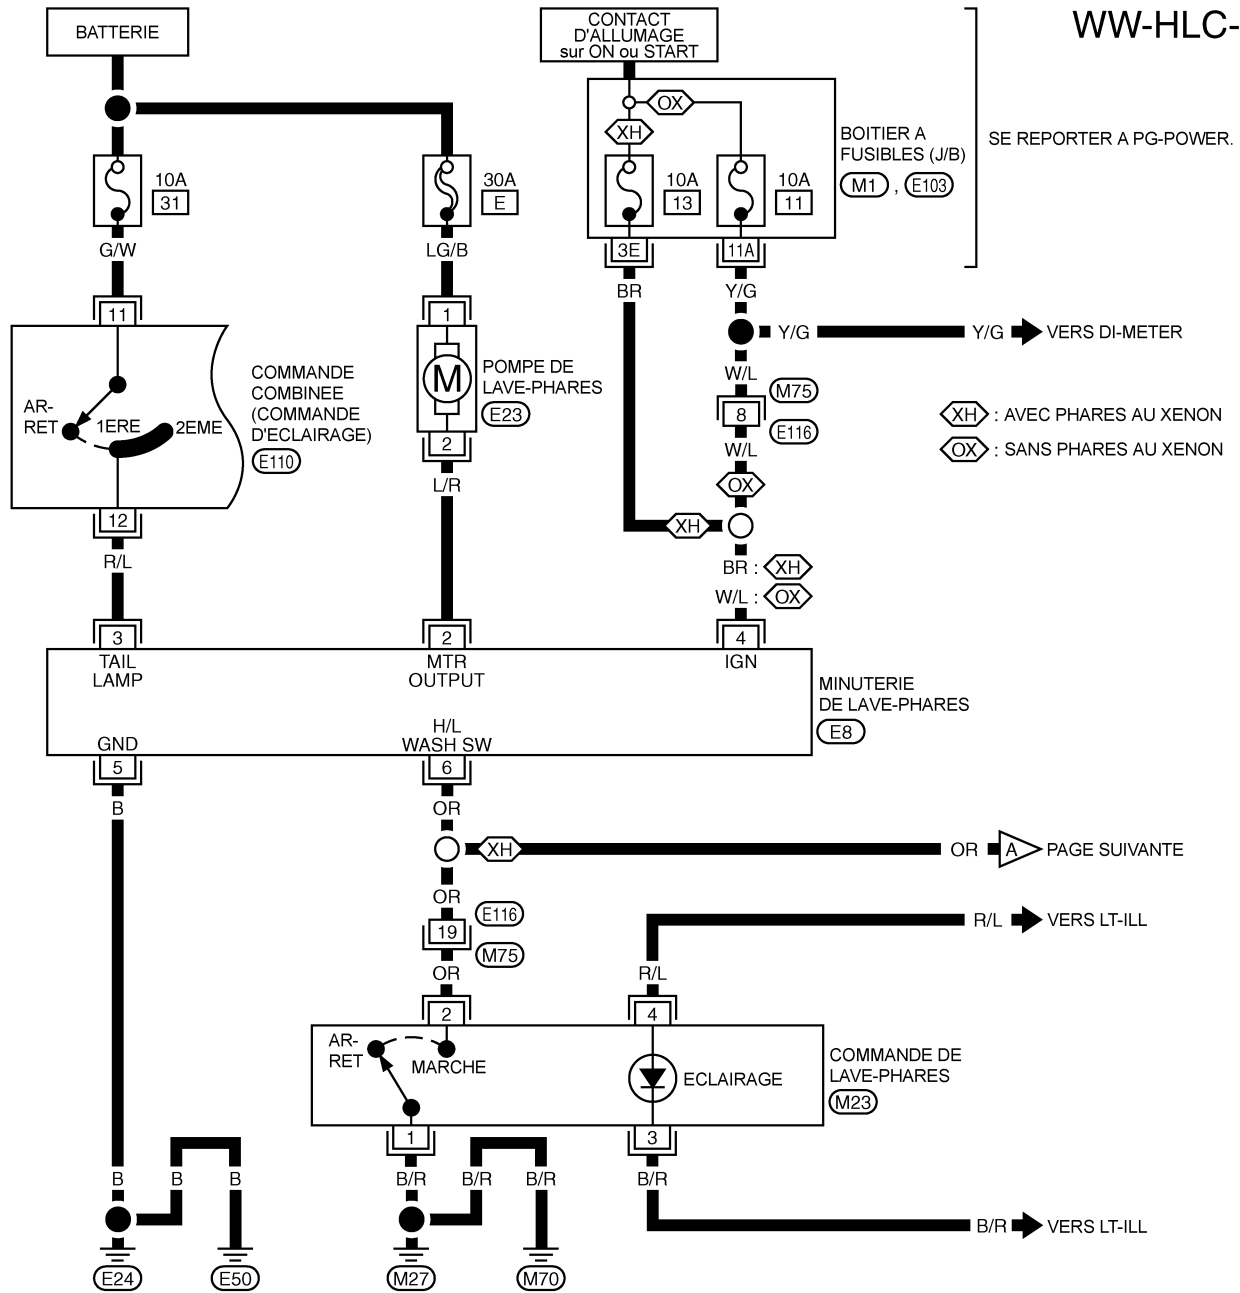 WW-HLC-
BATTERIE
CONTACT
D'ALLUMAGE
sur ON ou START
OX
XH
BOITIER A
FUSIBLES (J/B)
M1 , E103
SE REPORTER A PG-POWER.
10A
31
30A
E
10A
13
10A
11
G/W
LG/B
3E
11A
BR
Y/G
11
1
Y/G
Y/G
VERS DI-METER
COMMANDE
COMBINEE
(COMMANDE
D'ECLAIRAGE)
E110
AR-
RET
1ERE
2EME
M
POMPE DE
LAVE-PHARES
E23
W/L
M75
8
E116
W/L
XH : AVEC PHARES AU XENON
OX : SANS PHARES AU XENON
2
L/R
OX
12
XH
R/L
BR : XH
W/L : OX
3
2
4
TAIL
LAMP
MTR
OUTPUT
IGN
MINUTERIE
DE LAVE-PHARES
E8
GND
H/L
WASH SW
5
6
B
OR
XH
OR
A
PAGE SUIVANTE
OR
E116
19
M75
OR
R/L
VERS LT-ILL
R/L
2
4
AR-
RET
MARCHE
ECLAIRAGE
COMMANDE DE
LAVE-PHARES
M23
1
3
B
B
B
B/R
B/R
B/R
B/R
B/R
VERS LT-ILL
E24
E50
M27
M70